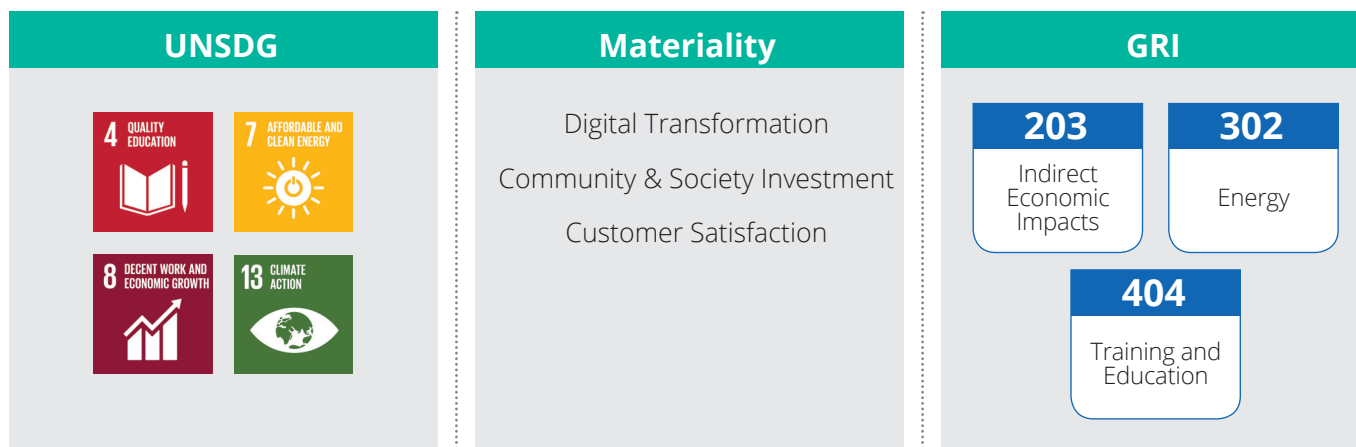 UNSDG
4 QUALITY
EDUCATION
7 AFFORDABLE AND
CLEAN ENERGY
8 DECENT WORK AND
ECONOMIC GROWTH
13 CLIMATE
ACTION
Materiality
Digital Transformation
Community & Society Investment
Customer Satisfaction
GRI
203
Indirect
Economic
Impacts
302
Energy
404
Training and
Education